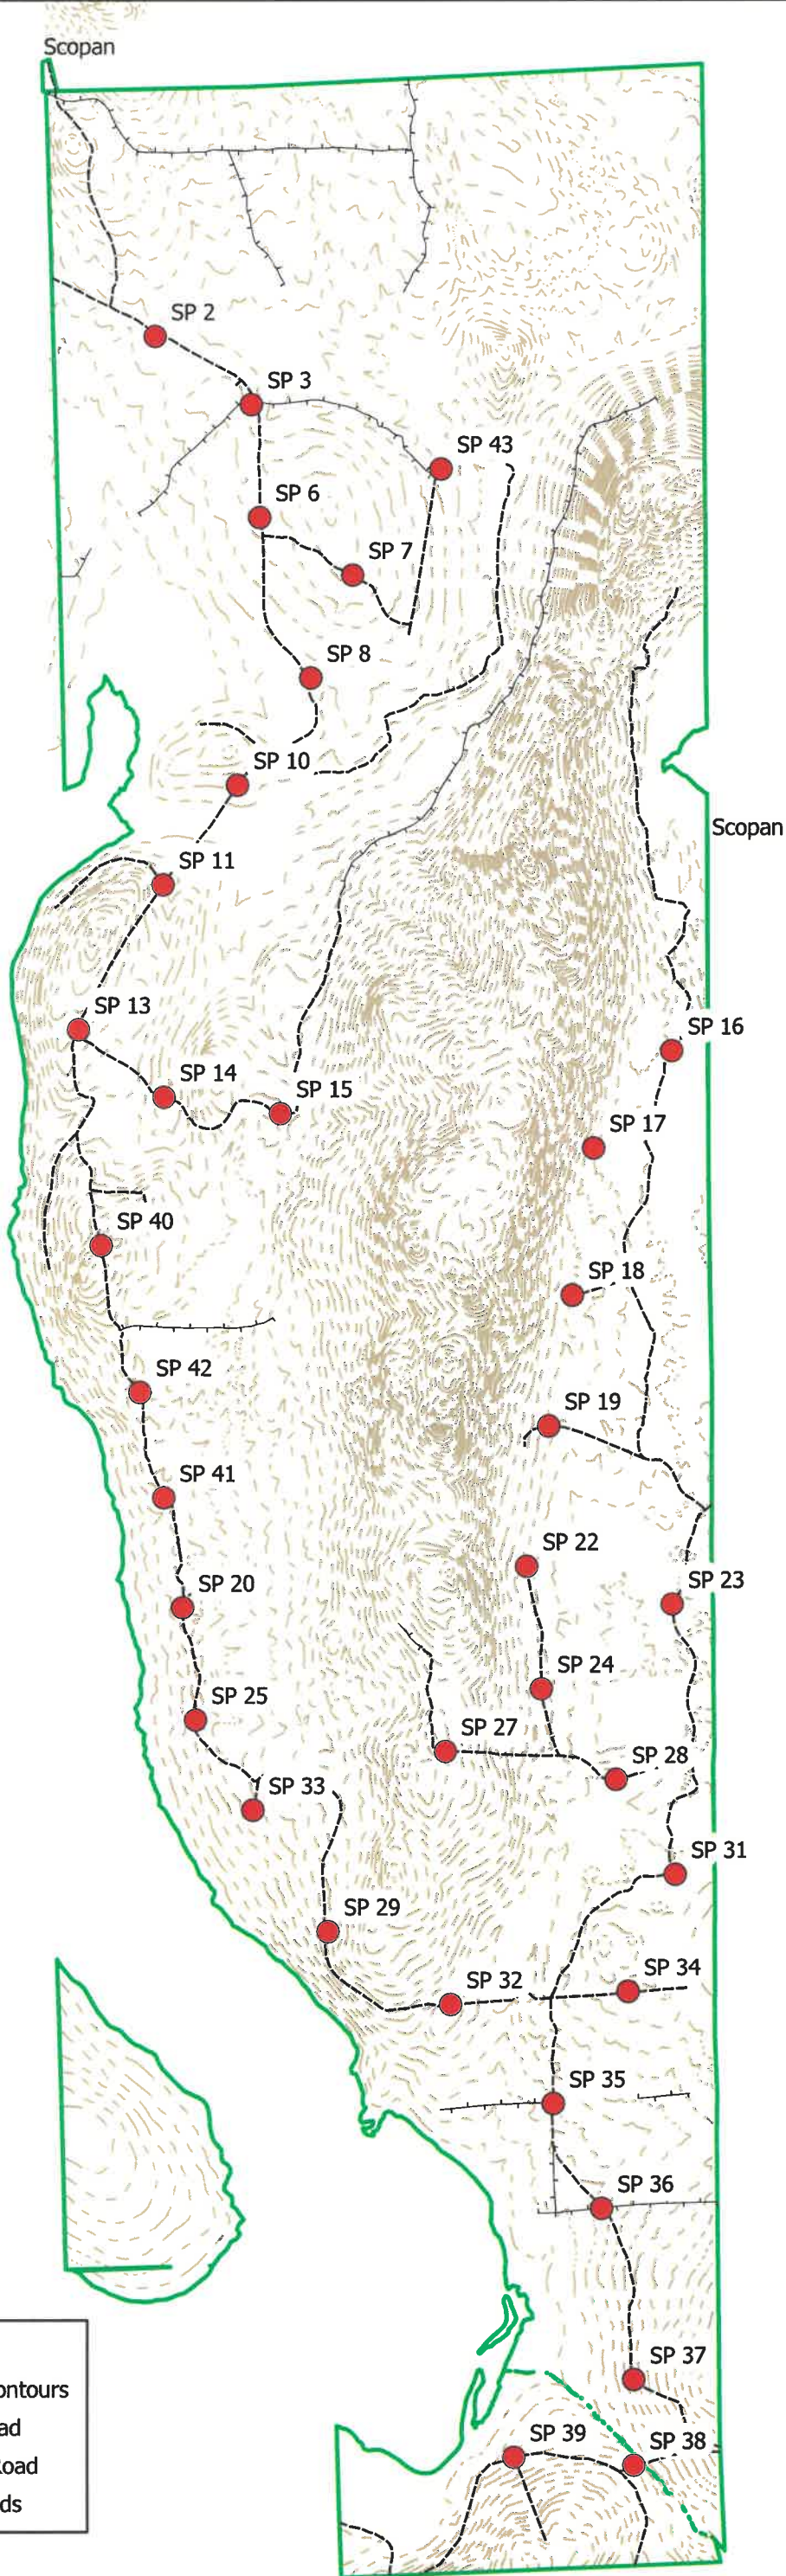 Scopan
SP 2
SP 3
SP 43
SP 6
SP 7
SP 8
SP 10
Scopan
SP 11
SP 13
SP 16
SP 14
SP 15
SP 17
SP 40
SP 18
SP 42
SP 19
SP 41
SP 22
SP 20
SP 23
SP 24
SP 25
SP 27
SP 28
SP 33
SP 31
SP 29
SP 34
SP 32
SP 35
SP 36
SP 37
ontours
ad
Road
ds
SP 39
SP 38